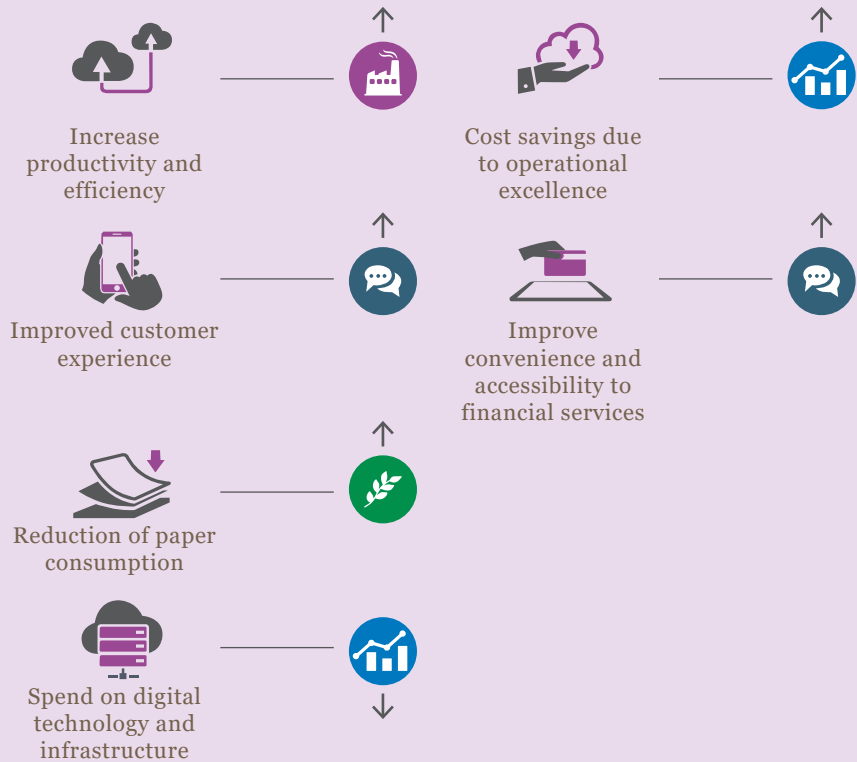 Increase
productivity and
efficiency
Cost savings due
to operational
excellence
Improved customer
experience
Improve
convenience and
accessibility to
financial services
Reduction of paper
consumption
Spend on digital
technology and
infrastructure